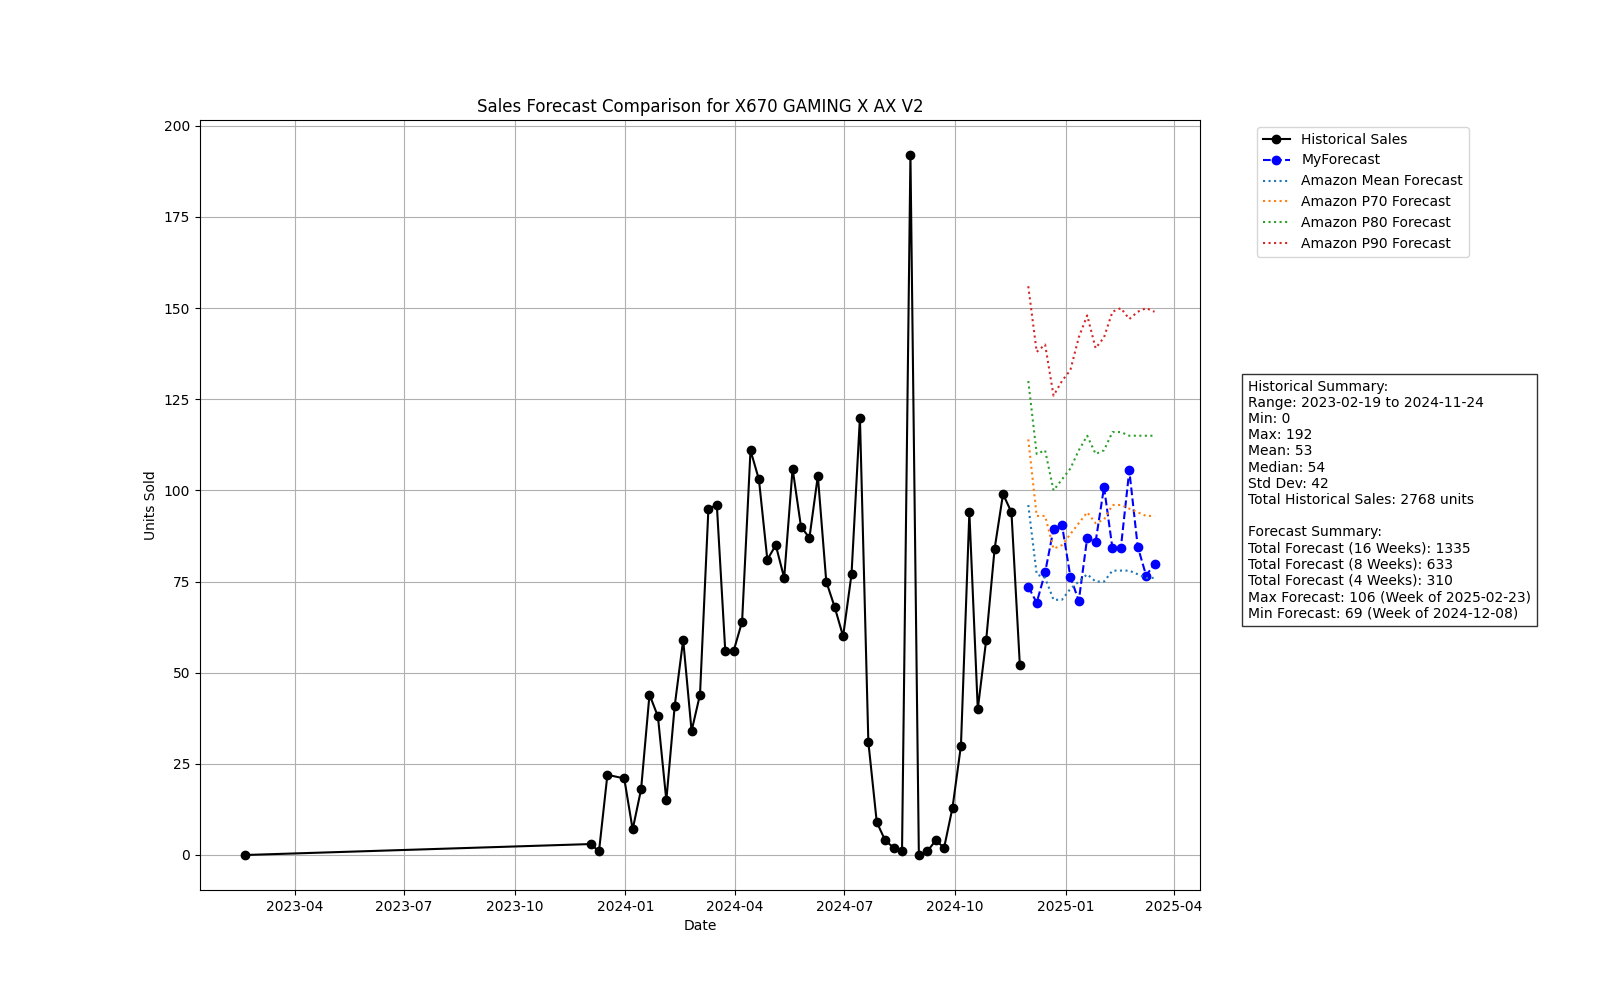 Sales Forecast Comparison for X670 GAMING X AX V2
200
175
150
125
100
75
50
25
0
Units Sold
2023-04
2023-07
2023-10
2024-01
2024-04
2024-07
2024-10
2025-01
2025-04
Date
Historical Sales
MyForecast
Amazon Mean Forecast
Amazon P70 Forecast
Amazon P80 Forecast
Amazon P90 Forecast
Historical Summary:
Range: 2023-02-19 to 2024-11-24
Min: 0
Max: 192
Mean: 53
Median: 54
Std Dev: 42
Total Historical Sales: 2768 units
Forecast Summary:
Total Forecast (16 Weeks): 1335
Total Forecast (8 Weeks): 633
Total Forecast (4 Weeks): 310
Max Forecast: 106 (Week of 2025-02-23)
Min Forecast: 69 (Week of 2024-12-08)